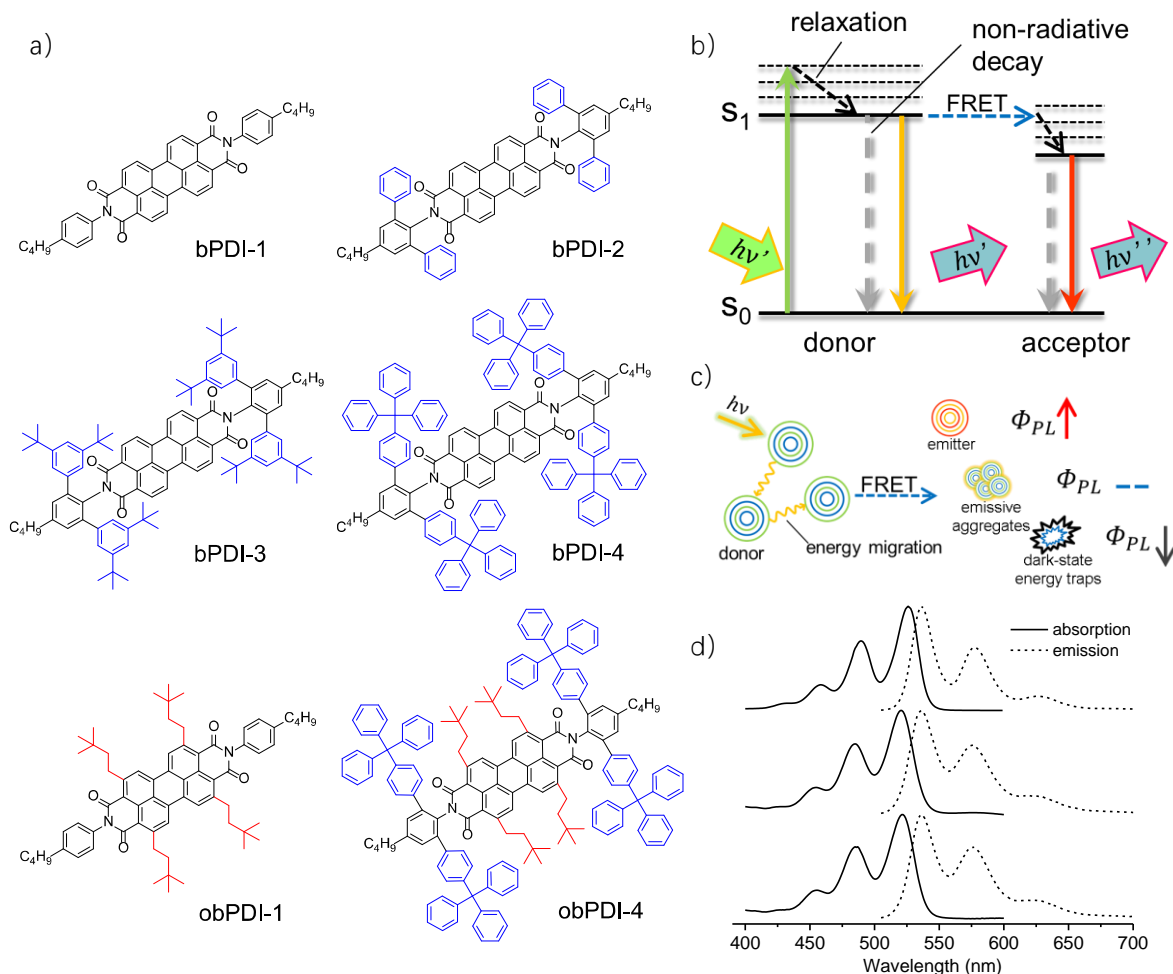 a)
C₄H₉
O
O
N
N
O
O
C₄H₉
bPDI-1
C₄H₉
O
N
O
O
N
O
C₄H₉
bPDI-2
C₄H₉
O
N
O
O
N
O
C₄H₉
bPDI-3
C₄H₉
O
N
O
O
N
O
C₄H₉
bPDI-4
C₄H₉
O
N
O
O
N
O
C₄H₉
obPDI-1
C₄H₉
O
N
O
O
N
O
C₄H₉
obPDI-4
b)
relaxation
non-radiative
decay
S₁
FRET
hν’
hν’
hν’’
S₀
donor
acceptor
c)
hν
emitter
Φ_PL
FRET
emissive
aggregates
Φ_PL
donor
energy migration
dark-state
energy traps
Φ_PL
d)
absorption
emission
400 450 500 550 600 650 700
Wavelength (nm)